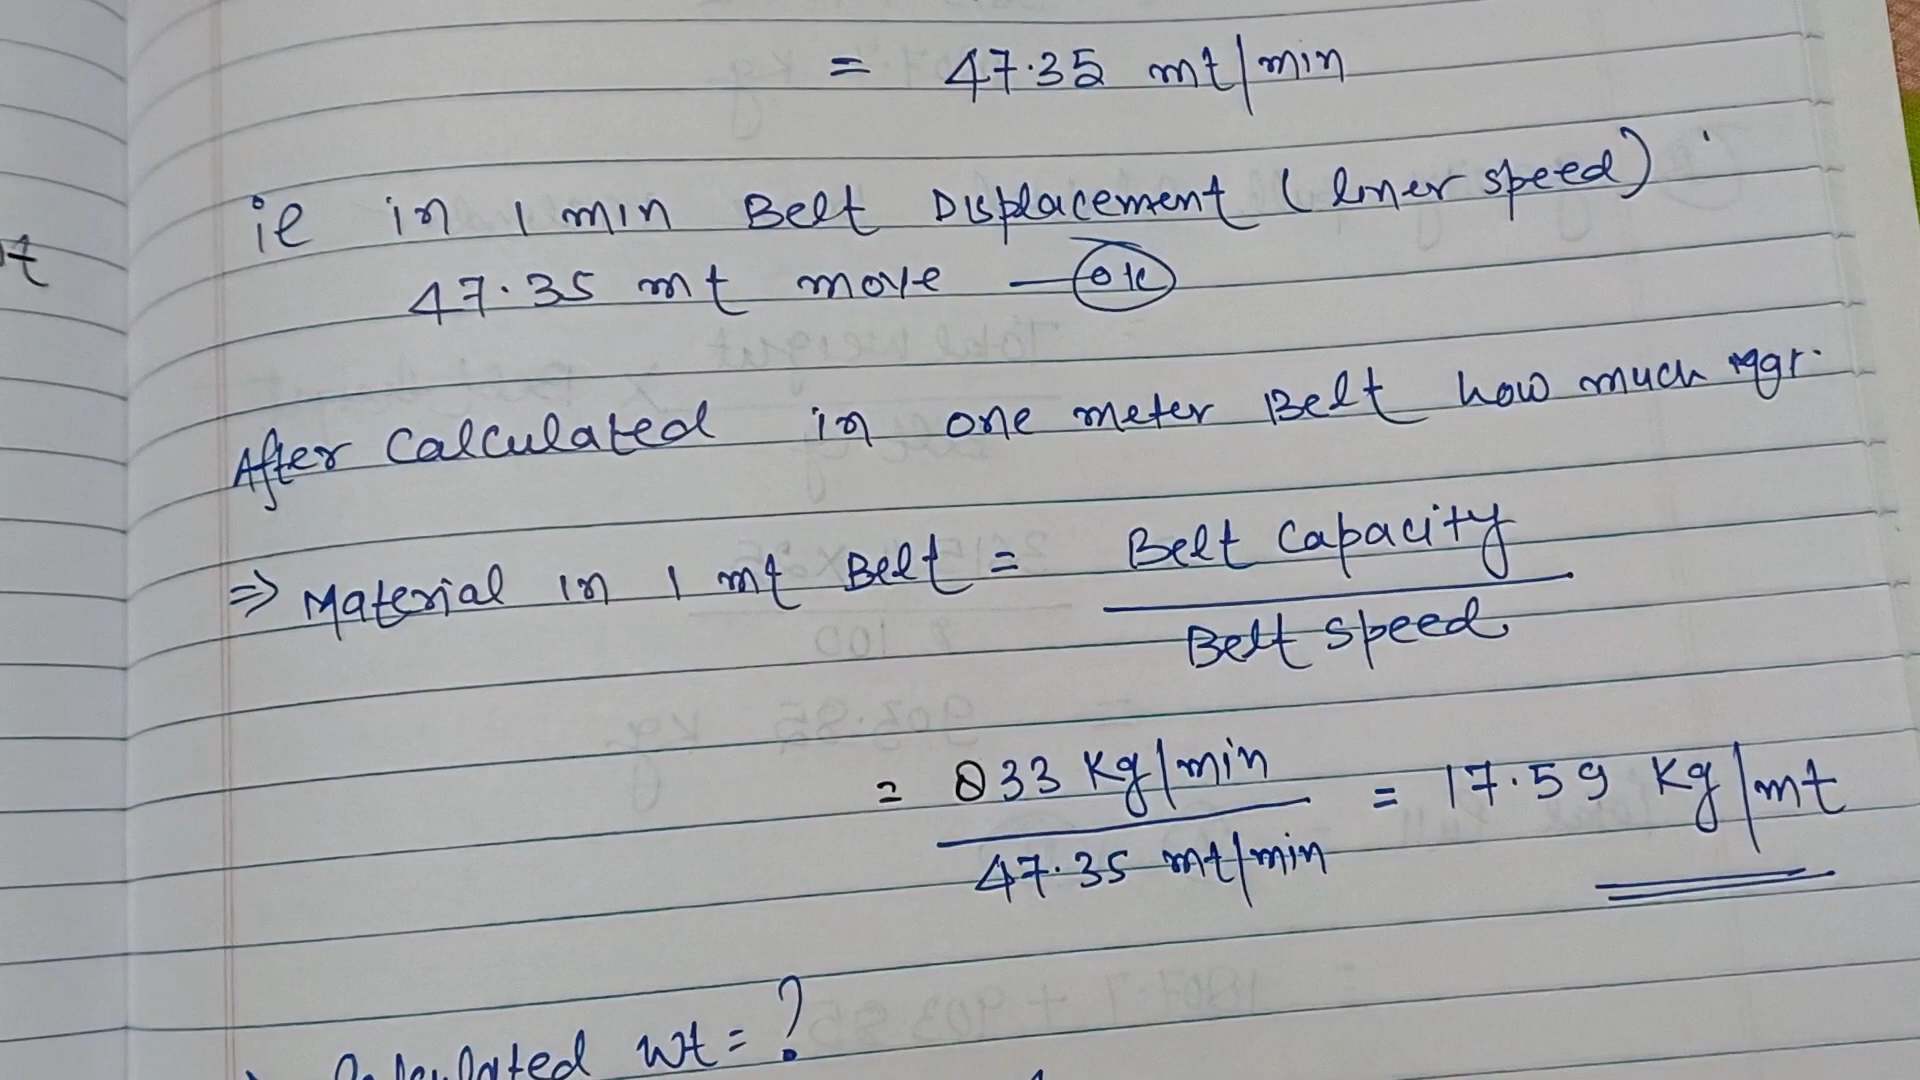 = 47.35 mt/min
ie in 1 min Belt Displacement (liner speed)
47.35 mt move — ok
After calculated in one meter Belt how much
⇒ Material in 1 mt Belt = Belt capacity / Belt speed
= 833 Kg/min / 47.35 mt/min = 17.59 Kg/mt
Calculated wt = ?